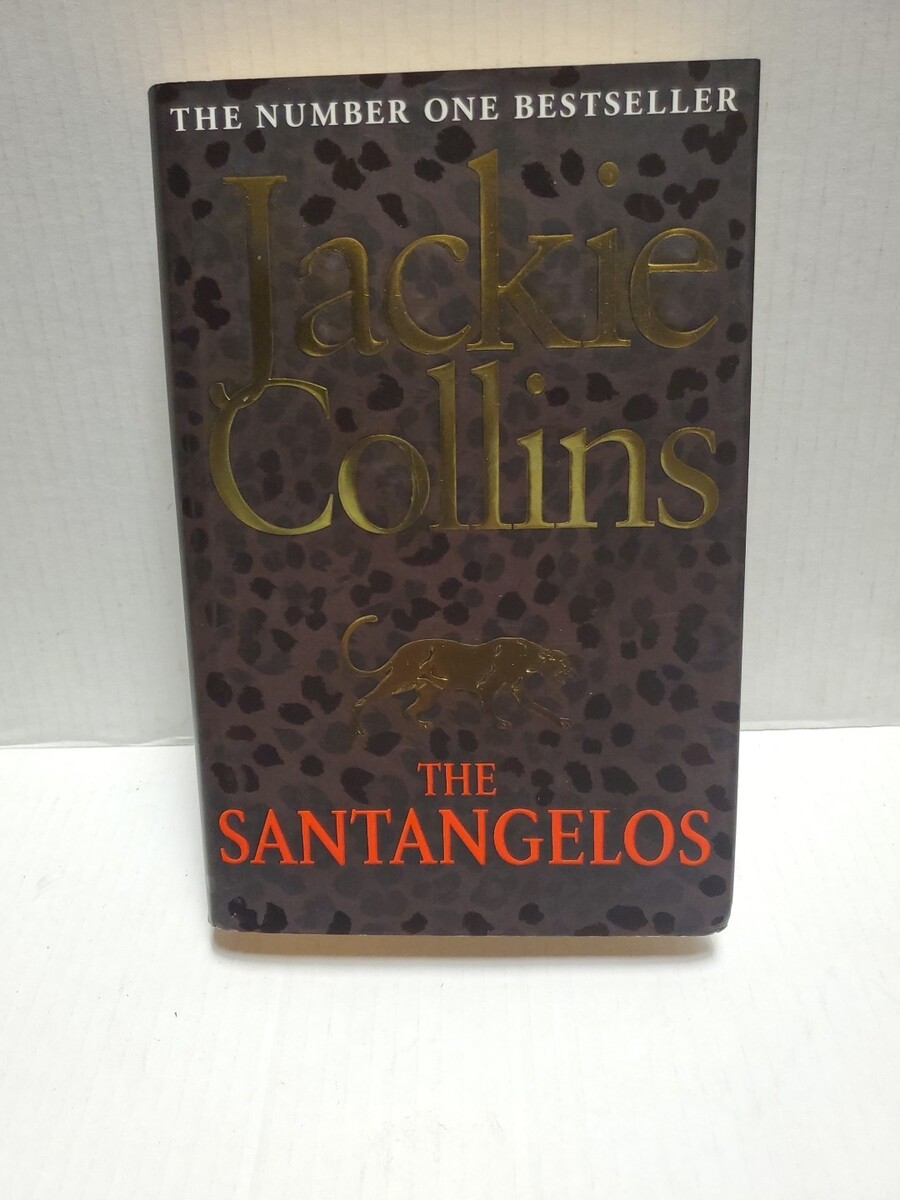 THE NUMBER ONE BESTSELLER
Jackie
Collins
THE
SANTANGELOS